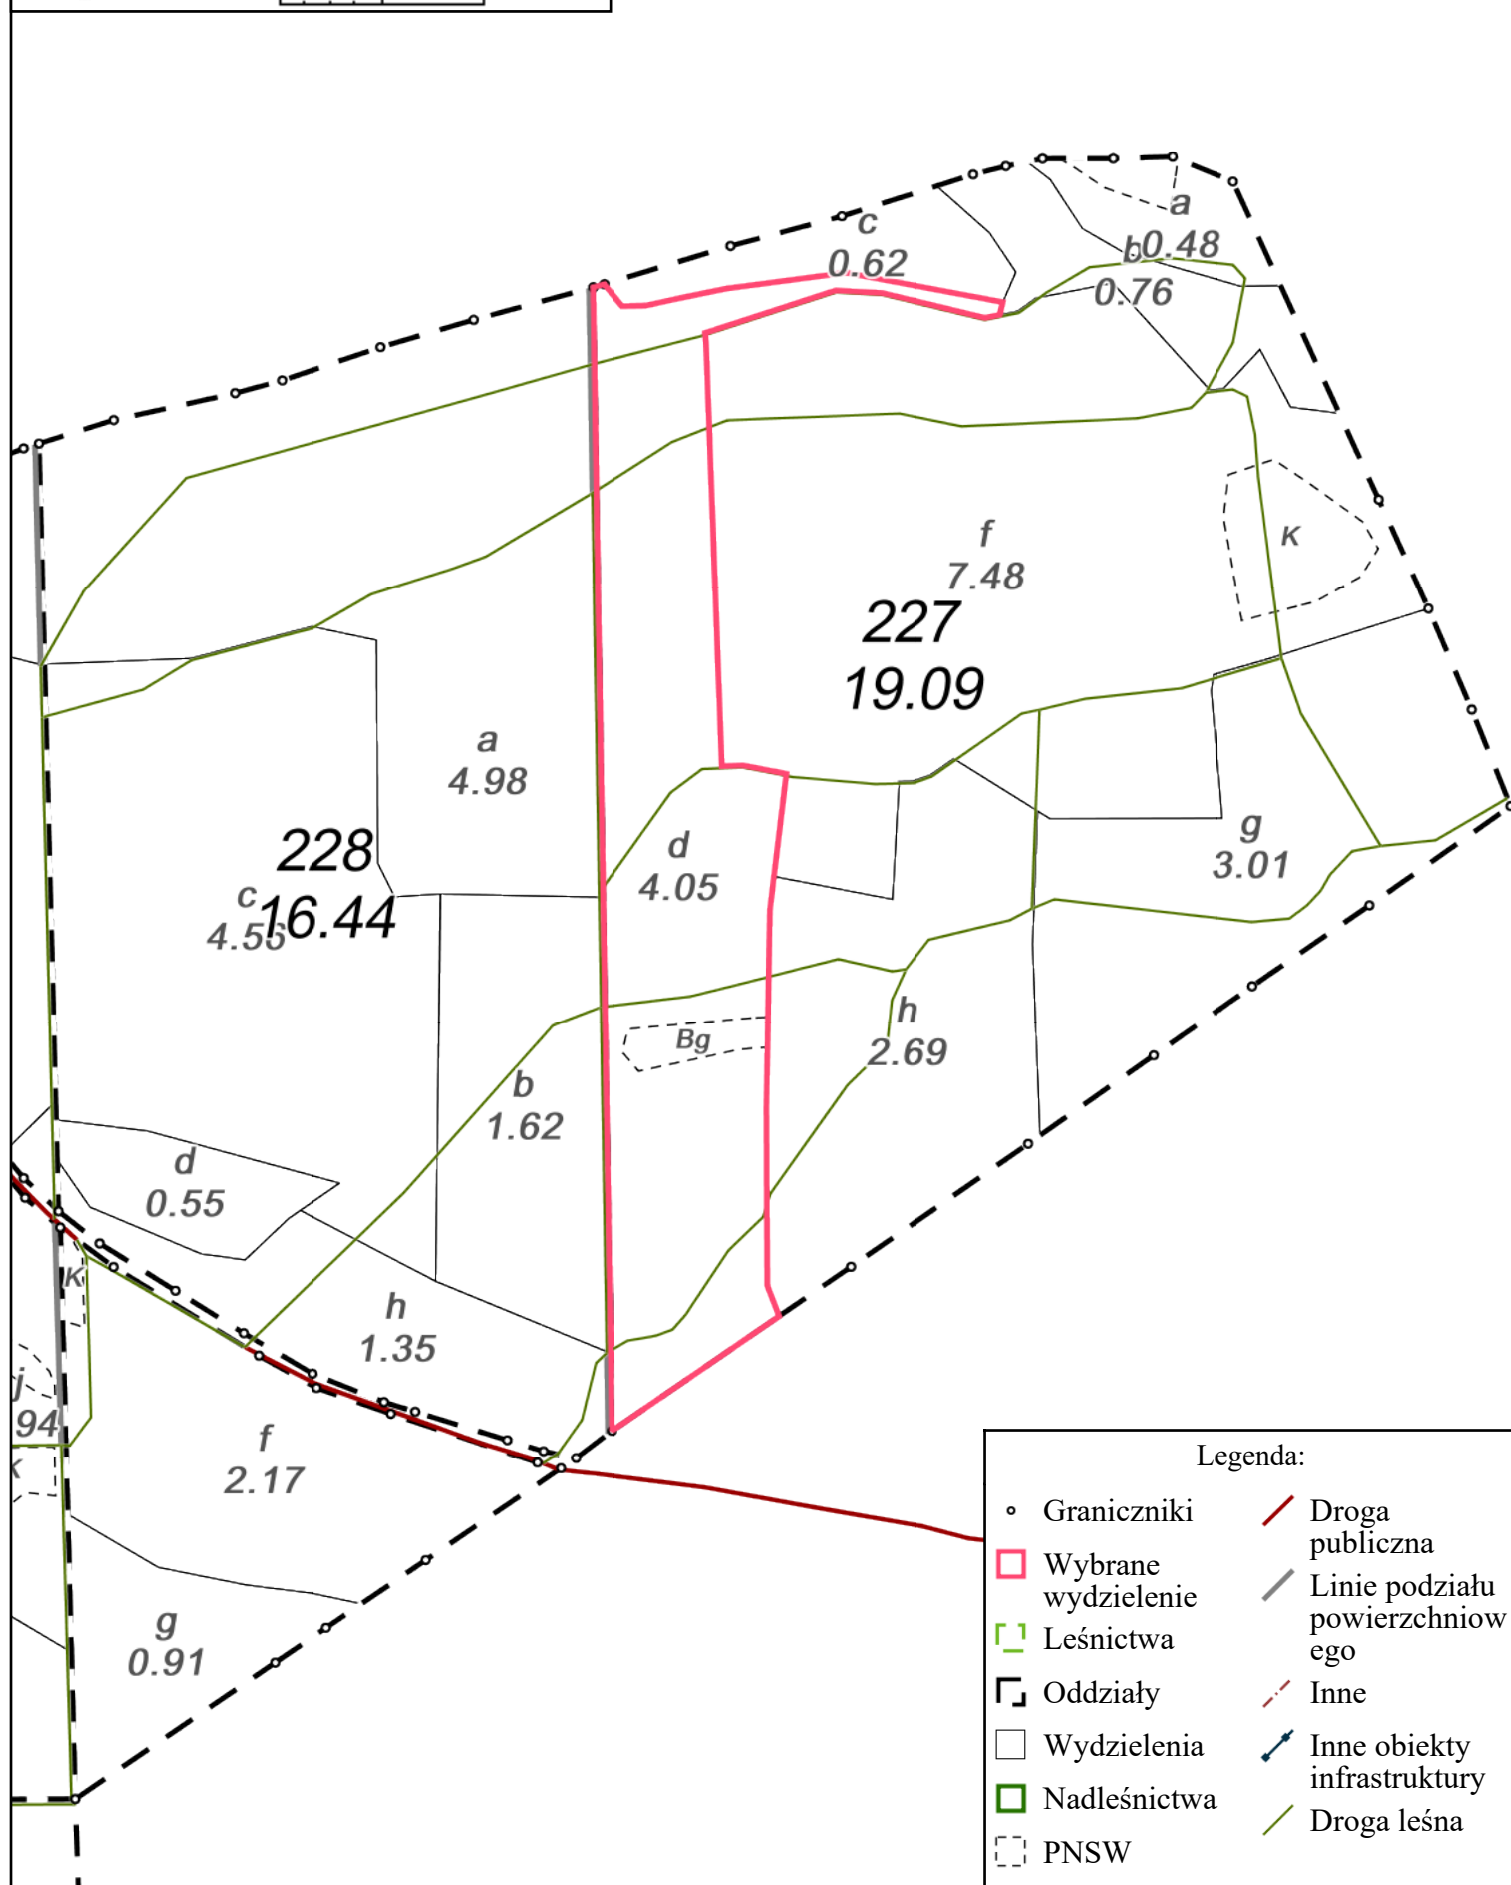 c
0.62
a
0.48
b
0.76
f
7.48
K
227
19.09
a
4.98
228
16.44
c
d
4.05
g
3.01
h
2.69
Bg
b
1.62
d
0.55
K
h
1.35
j
94
f
2.17
K
g
0.91
Legenda:
Graniczniki
Wybrane
wydzielenie
Leśnictwa
Oddziały
Wydzielenia
Nadleśnictwa
PNSW
Droga
publiczna
Linie podziału
powierzchniow
ego
Inne
Inne obiekty
infrastruktury
Droga leśna